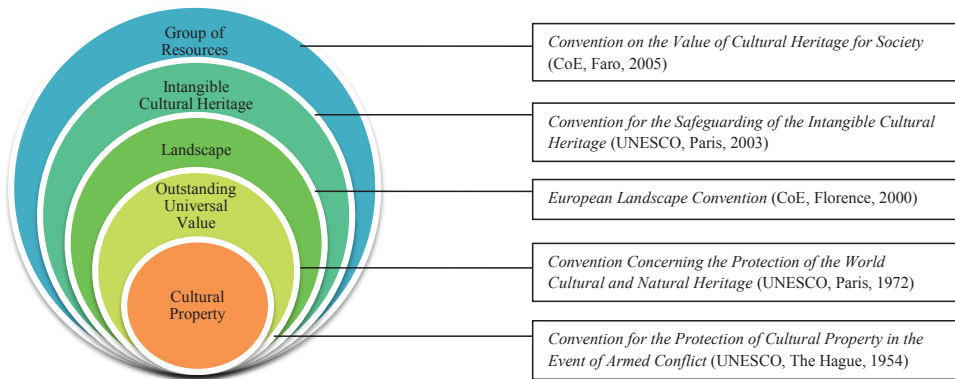 Group of
Resources
Intangible
Cultural Heritage
Landscape
Outstanding
Universal
Value
Cultural
Property
Convention on the Value of Cultural Heritage for Society
(CoE, Faro, 2005)
Convention for the Safeguarding of the Intangible Cultural
Heritage (UNESCO, Paris, 2003)
European Landscape Convention (CoE, Florence, 2000)
Convention Concerning the Protection of the World
Cultural and Natural Heritage (UNESCO, Paris, 1972)
Convention for the Protection of Cultural Property in the
Event of Armed Conflict (UNESCO, The Hague, 1954)